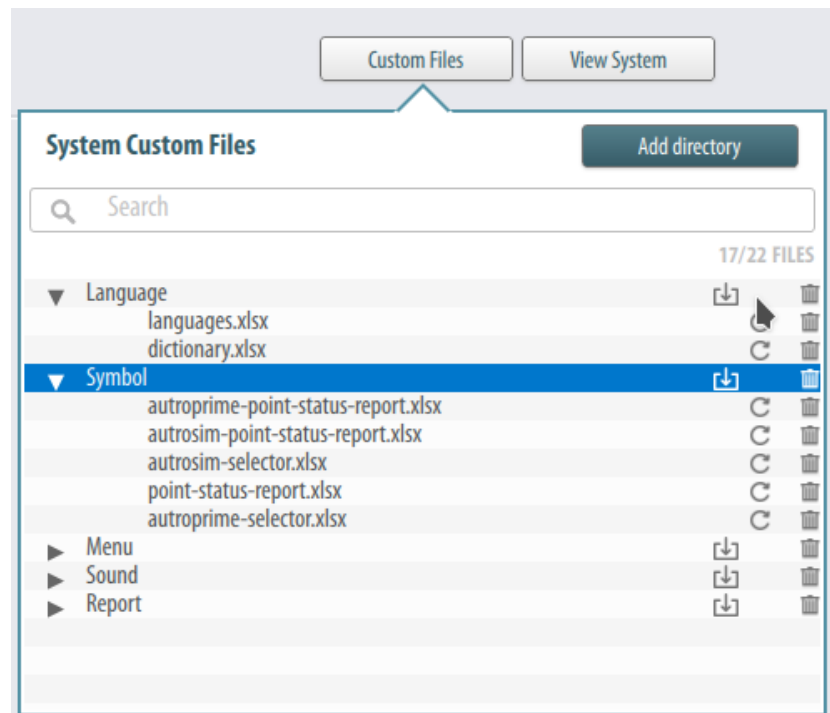 Custom Files
View System
System Custom Files
Add directory
Search
17/22 FILES
Language
languages.xlsx
dictionary.xlsx
Symbol
autroprime-point-status-report.xlsx
autrosim-point-status-report.xlsx
autrosim-selector.xlsx
point-status-report.xlsx
autroprime-selector.xlsx
Menu
Sound
Report